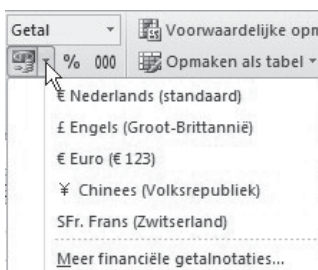 Getal Voorwaardelijke opm
% 000 Opmaken als tabel
€ Nederlands (standaard)
£ Engels (Groot-Brittannië)
€ Euro (€ 123)
¥ Chinees (Volksrepubliek)
SFr. Frans (Zwitserland)
Meer financiële getalnotaties...